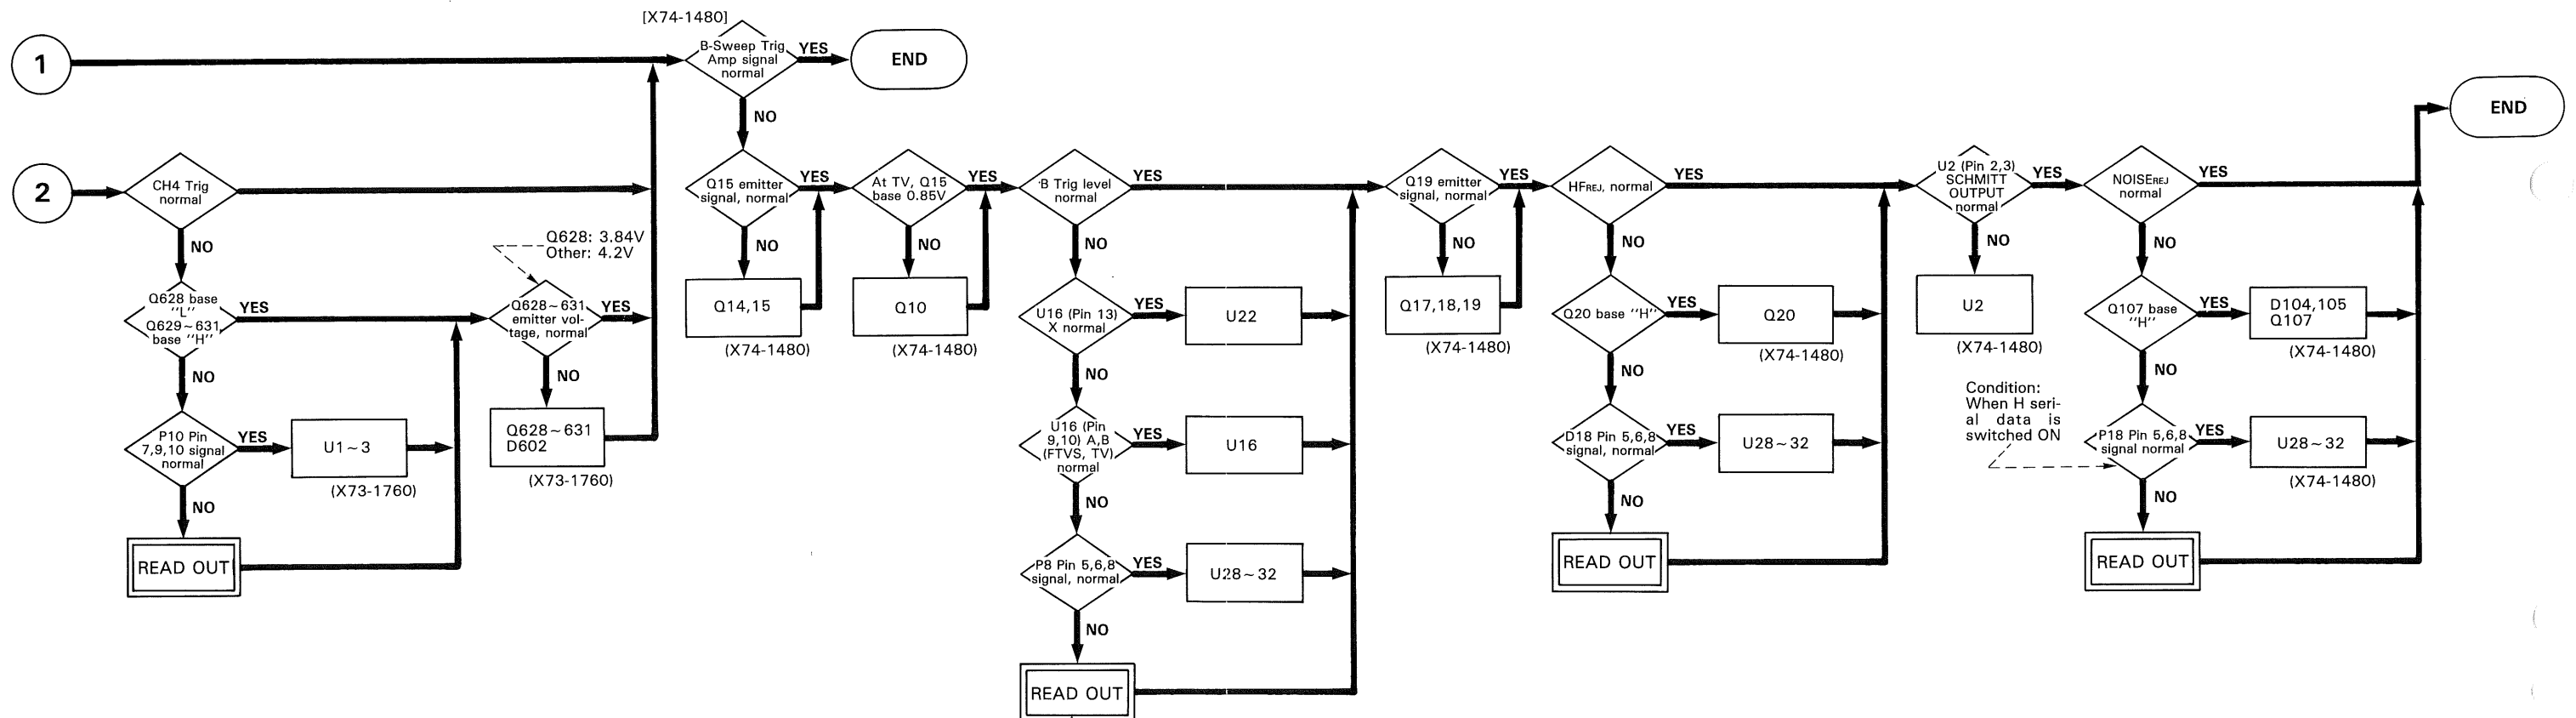 [X74-1480]
1
B-Sweep Trig
Amp signal
normal
YES
END
NO
2
CH4 Trig
normal
NO
Q628 base
"L"
Q629~631
base "H"
YES
NO
P10 Pin
7,9,10 signal
normal
YES
U1~3
(X73-1760)
NO
READ OUT
Q628: 3.84V
Other: 4.2V
Q628~631
emitter vol-
tage, normal
YES
NO
Q628~631
D602
(X73-1760)
Q15 emitter
signal, normal
YES
NO
Q14,15
(X74-1480)
At TV, Q15
base 0.85V
YES
NO
Q10
(X74-1480)
B Trig level
normal
YES
NO
U16 (Pin 13)
X normal
YES
U22
NO
U16 (Pin
9,10) A,B
(FTVS, TV)
normal
YES
U16
NO
P8 Pin 5,6,8
signal, normal
YES
U28~32
NO
READ OUT
Q19 emitter
signal, normal
YES
NO
Q17,18,19
(X74-1480)
HFREJ, normal
YES
NO
Q20 base "H"
YES
Q20
(X74-1480)
NO
D18 Pin 5,6,8
signal, normal
YES
U28~32
NO
READ OUT
U2 (Pin 2,3)
SCHMITT
OUTPUT
normal
YES
NO
U2
(X74-1480)
NOISEREJ
normal
YES
NO
Q107 base
"H"
YES
D104,105
Q107
(X74-1480)
NO
Condition:
When H seri-
al data is
switched ON
P18 Pin 5,6,8
signal normal
YES
U28~32
(X74-1480)
NO
READ OUT
END